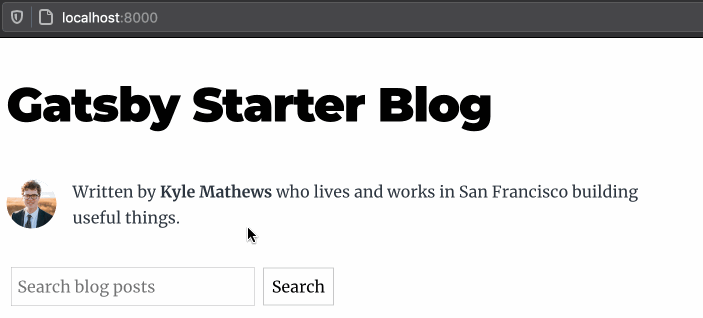 localhost:8000
Gatsby Starter Blog
Written by Kyle Mathews who lives and works in San Francisco building
useful things.
Search blog posts Search